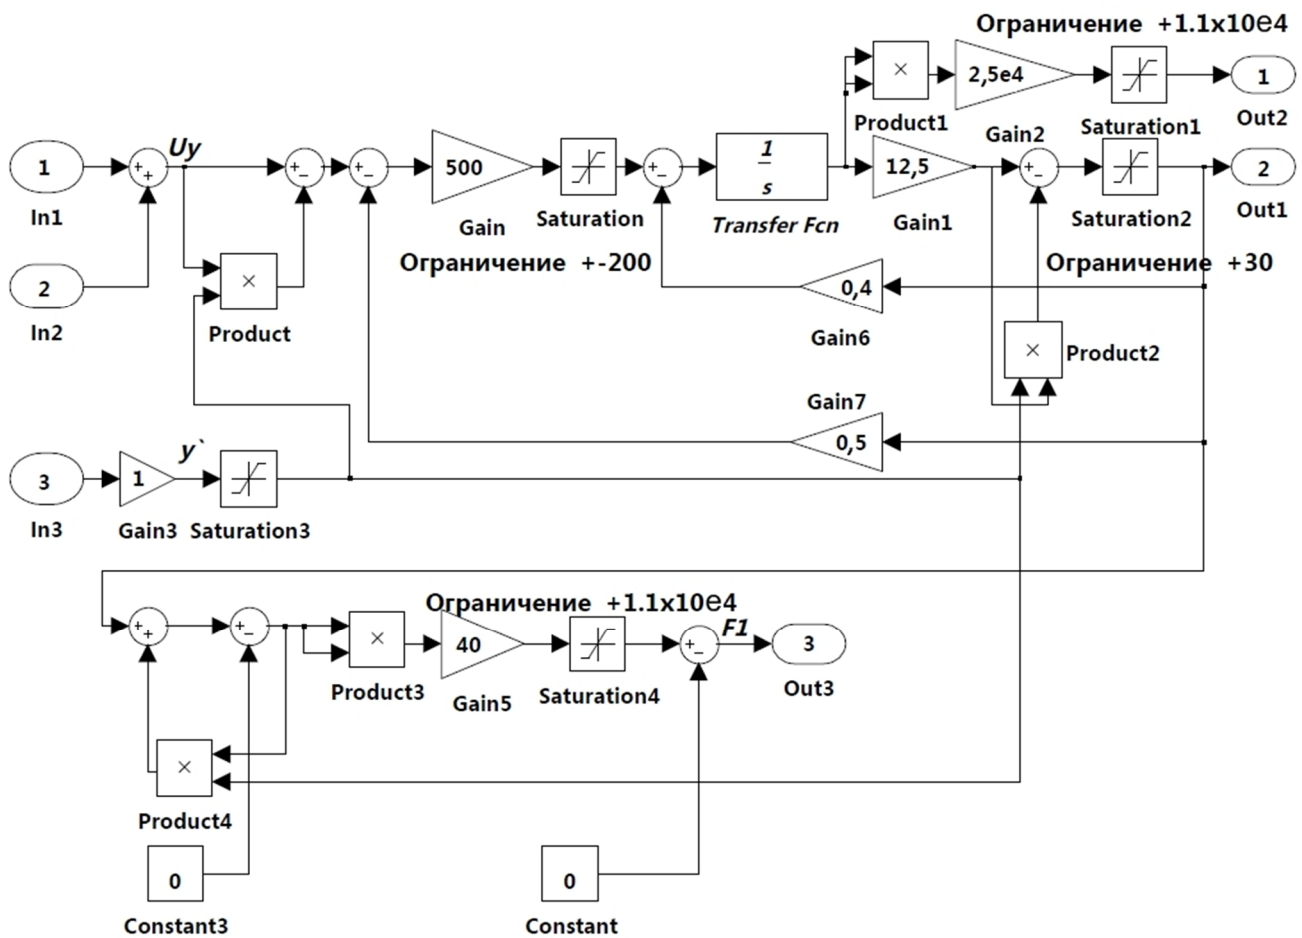 Ограничение +1.1x10e4
×
2,5e4
1
Product1
Gain2
Saturation1
Out2
1
In1
+
+
Uy
+
−
+
−
500
Gain
Saturation
+
−
1
s
Transfer Fcn
12,5
Gain1
+
−
Saturation2
2
Out1
Ограничение +-200
Ограничение +30
2
In2
×
Product
0,4
Gain6
×
Product2
Gain7
0,5
3
In3
1
Gain3
y`
Saturation3
Ограничение +1.1x10e4
+
+
+
−
×
Product3
40
Gain5
Saturation4
+
−
F1
3
Out3
×
Product4
0
Constant3
0
Constant